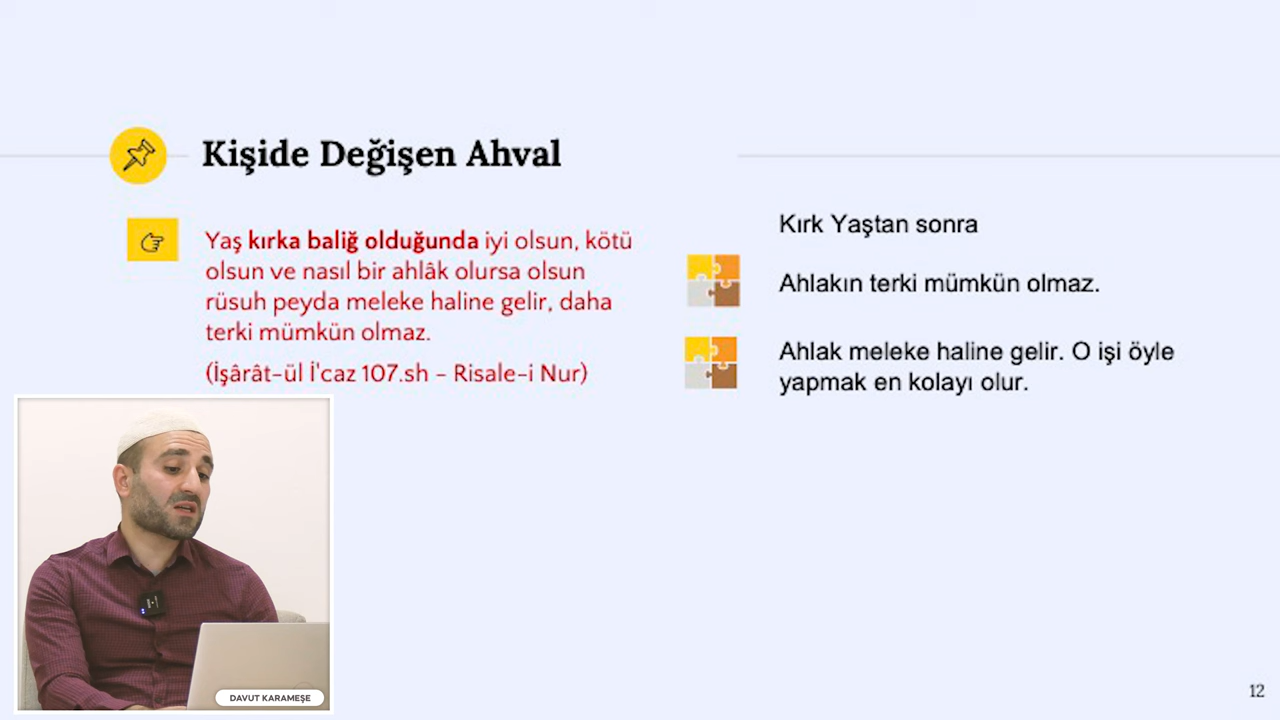 Kişide Değişen Ahval
Yaş kırka baliğ olduğunda iyi olsun, kötü
olsun ve nasıl bir ahlâk olursa olsun
rüsuh peyda meleke haline gelir, daha
terki mümkün olmaz.
(İşârât-ül İ'caz 107.sh - Risale-i Nur)
Kırk Yaştan sonra
Ahlakın terki mümkün olmaz.
Ahlak meleke haline gelir. O işi öyle
yapmak en kolayı olur.
DAVUT KARAMEŞE
12